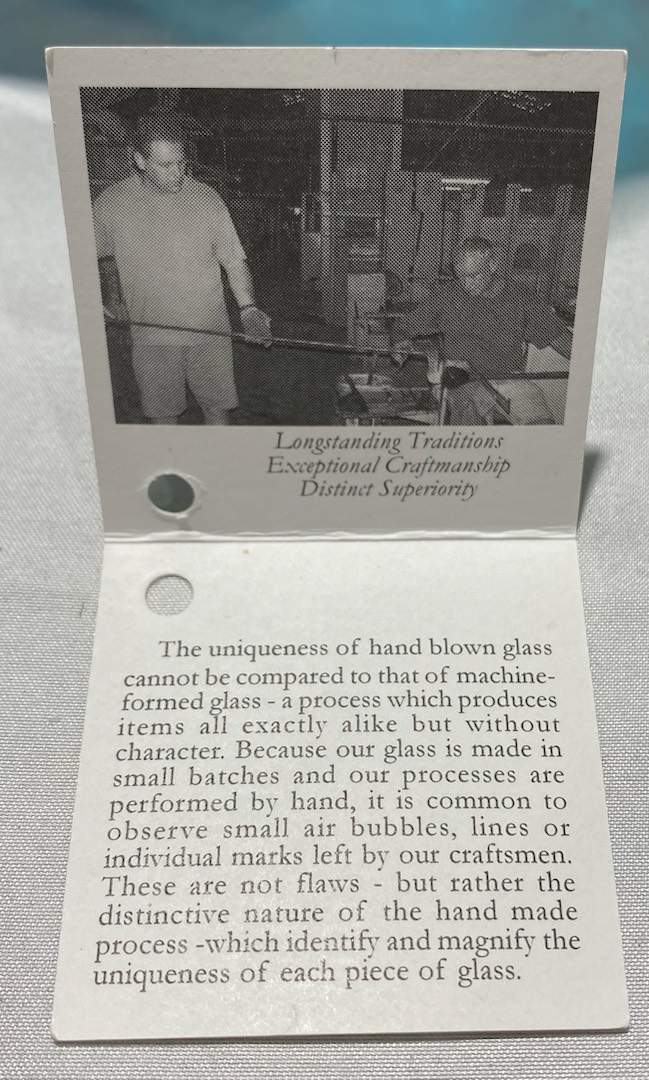 Longstanding Traditions
Exceptional Craftmanship
Distinct Superiority
The uniqueness of hand blown glass
cannot be compared to that of machine-
formed glass - a process which produces
items all exactly alike but without
character. Because our glass is made in
small batches and our processes are
performed by hand, it is common to
observe small air bubbles, lines or
individual marks left by our craftsmen.
These are not flaws - but rather the
distinctive nature of the hand made
process -which identify and magnify the
uniqueness of each piece of glass.